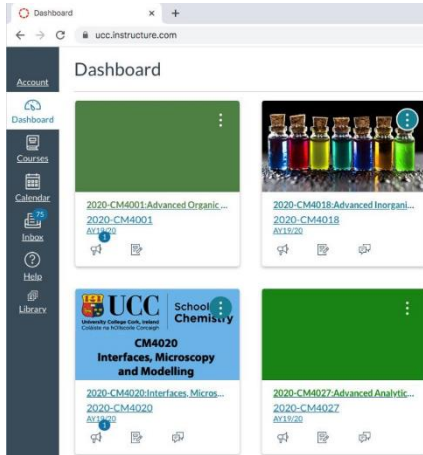 Dashboard
ucc.instructure.com
Account
Dashboard
Courses
Calendar
75
Inbox
Help
Library
Dashboard
2020-CM4001:Advanced Organic ...
2020-CM4001
AY19/20
1
2020-CM4018:Advanced Inorgani...
2020-CM4018
AY19/20
UCC
University College Cork, Ireland
Coláiste na hOllscoile Corcaigh
School
Chemistry
CM4020
Interfaces, Microscopy
and Modelling
2020-CM4020:Interfaces, Micros...
2020-CM4020
AY19/20
1
2020-CM4027:Advanced Analytic...
2020-CM4027
AY19/20